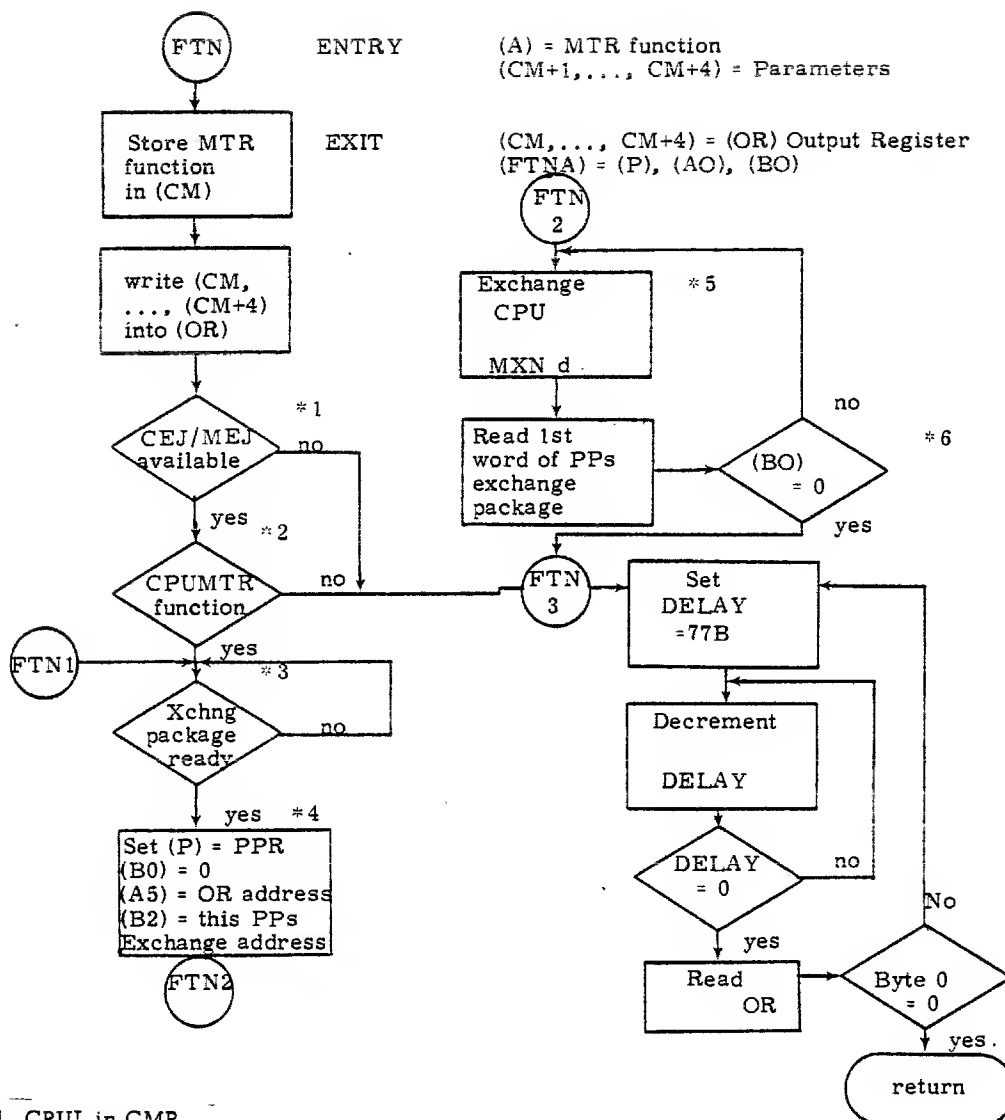 FTN
ENTRY
(A) = MTR function
(CM+1,..., CM+4) = Parameters
Store MTR
function
in (CM)
EXIT
(CM,..., CM+4) = (OR) Output Register
(FTNA) = (P), (AO), (BO)
write (CM,
..., (CM+4)
into (OR)
CEJ/MEJ
available
*1
no
yes
*2
CPUMTR
function
no
yes
FTN1
*3
Xchng
package
ready
no
yes *4
Set (P) = PPR
(B0) = 0
(A5) = OR address
(B2) = this PPs
Exchange address
FTN2
FTN
2
Exchange
CPU
MXN d
*5
Read 1st
word of PPs
exchange
package
(BO)
= 0
no
*6
yes
FTN
3
Set
DELAY
=77B
Decrement
DELAY
DELAY
= 0
no
yes
Read
OR
Byte 0
= 0
No
yes.
return
CPUL in CMR